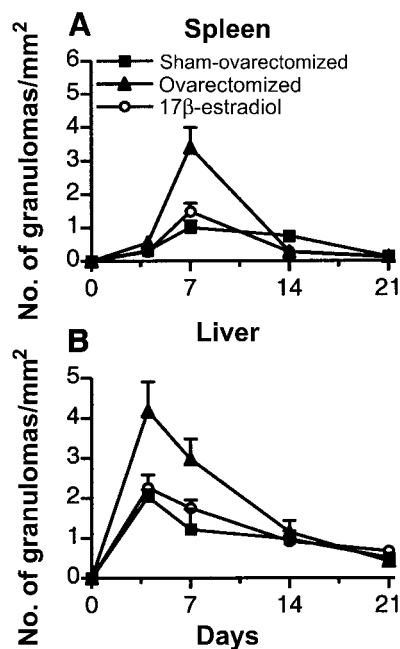 A
Spleen
No. of granulomas/mm²
6
5
4
3
2
1
0
Sham-ovarectomized
Ovarectomized
17β-estradiol
0 7 14 21
B
Liver
No. of granulomas/mm²
5
4
3
2
1
0
0 7 14 21
Days